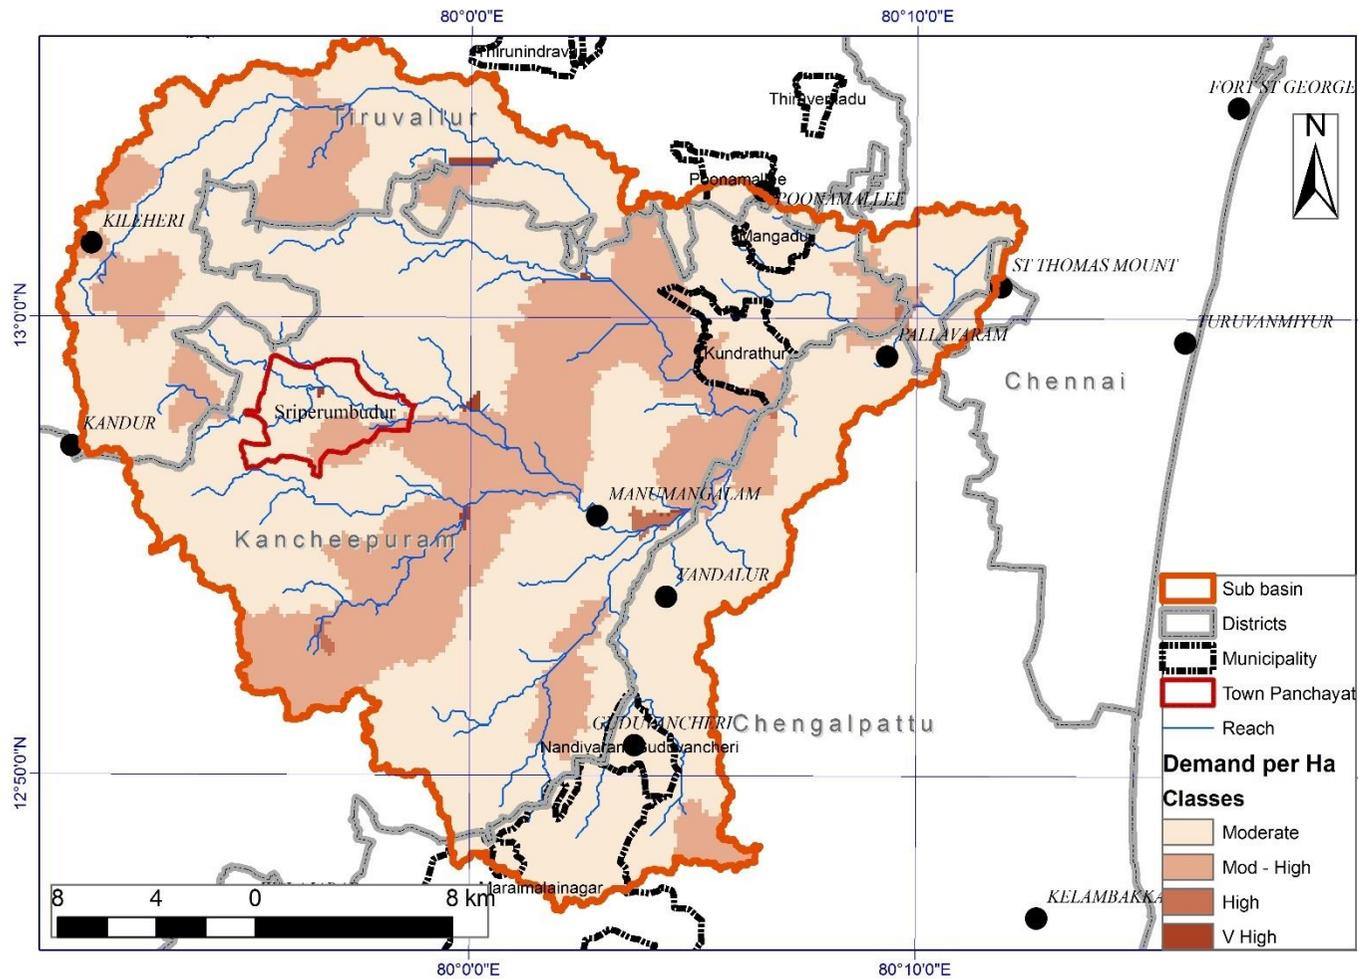 80°0'0"E
80°10'0"E
Thirunindravu
FORT ST GEORGE
Thiruverkadu
Tiruvallur
N
Poonamallee
POONAMALLEE
KILEHERI
Mangadu
ST THOMAS MOUNT
13°0'0"N
TURUVANMIYUR
PALLAVARAM
Kundrathur
Chennai
Sriperumbudur
KANDUR
MANUMANGALAM
Kancheepuram
VANDALUR
Sub basin
Districts
Municipality
Town Panchayat
Reach
GUDUVANCHERI
Chengalpattu
Nandivaram-Guduvancheri
12°50'0"N
Demand per Ha
Classes
Moderate
Mod - High
High
V High
Maraimalainagar
KELAMBAKKA
8 4 0 8 km
80°0'0"E
80°10'0"E